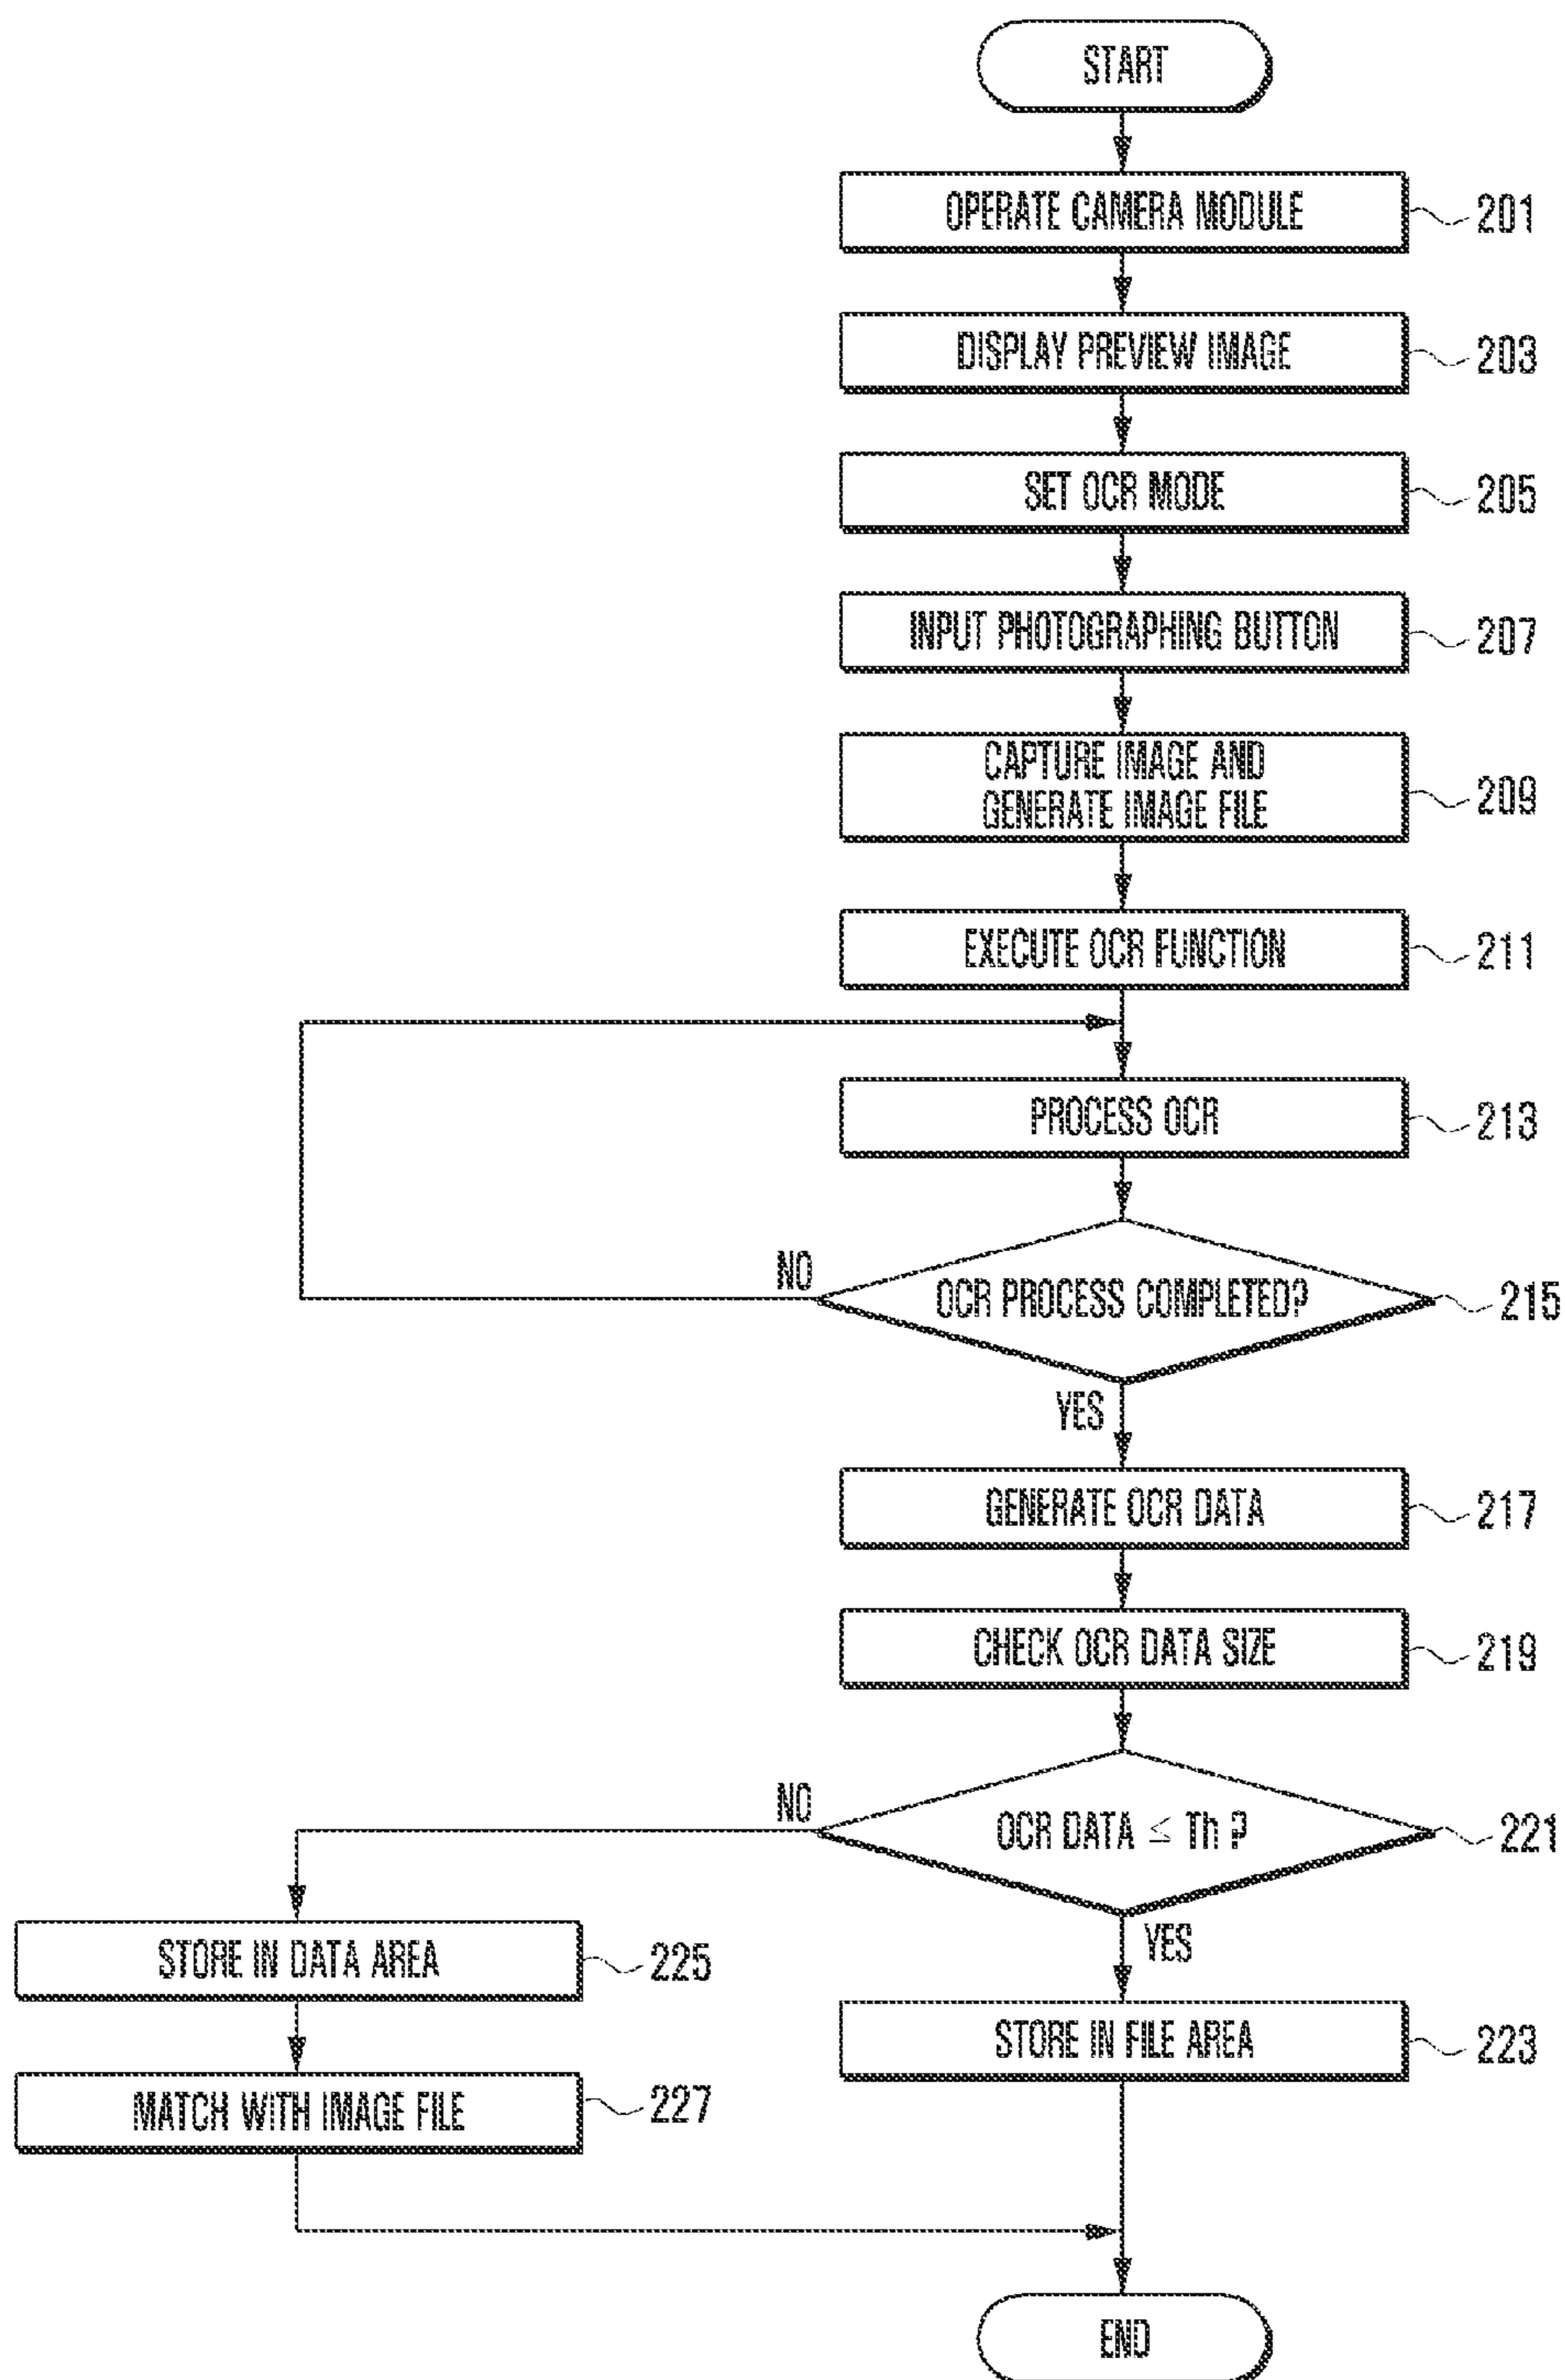 START
OPERATE CAMERA MODULE
201
DISPLAY PREVIEW IMAGE
203
SET OCR MODE
205
INPUT PHOTOGRAPHING BUTTON
207
CAPTURE IMAGE AND
GENERATE IMAGE FILE
209
EXECUTE OCR FUNCTION
211
PROCESS OCR
213
NO
OCR PROCESS COMPLETED?
215
YES
GENERATE OCR DATA
217
CHECK OCR DATA SIZE
219
NO
OCR DATA ≤ Th ?
221
YES
STORE IN DATA AREA
225
STORE IN FILE AREA
223
MATCH WITH IMAGE FILE
227
END